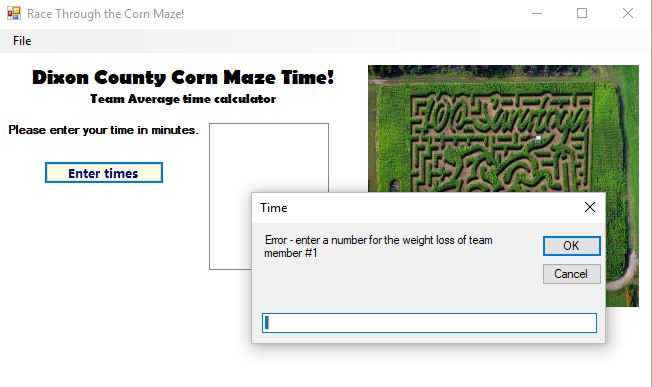 Race Through the Corn Maze!
File
Dixon County Corn Maze Time!
Team Average time calculator
Please enter your time in minutes.
Enter times
Time
Error - enter a number for the weight loss of team
member #1
OK
Cancel